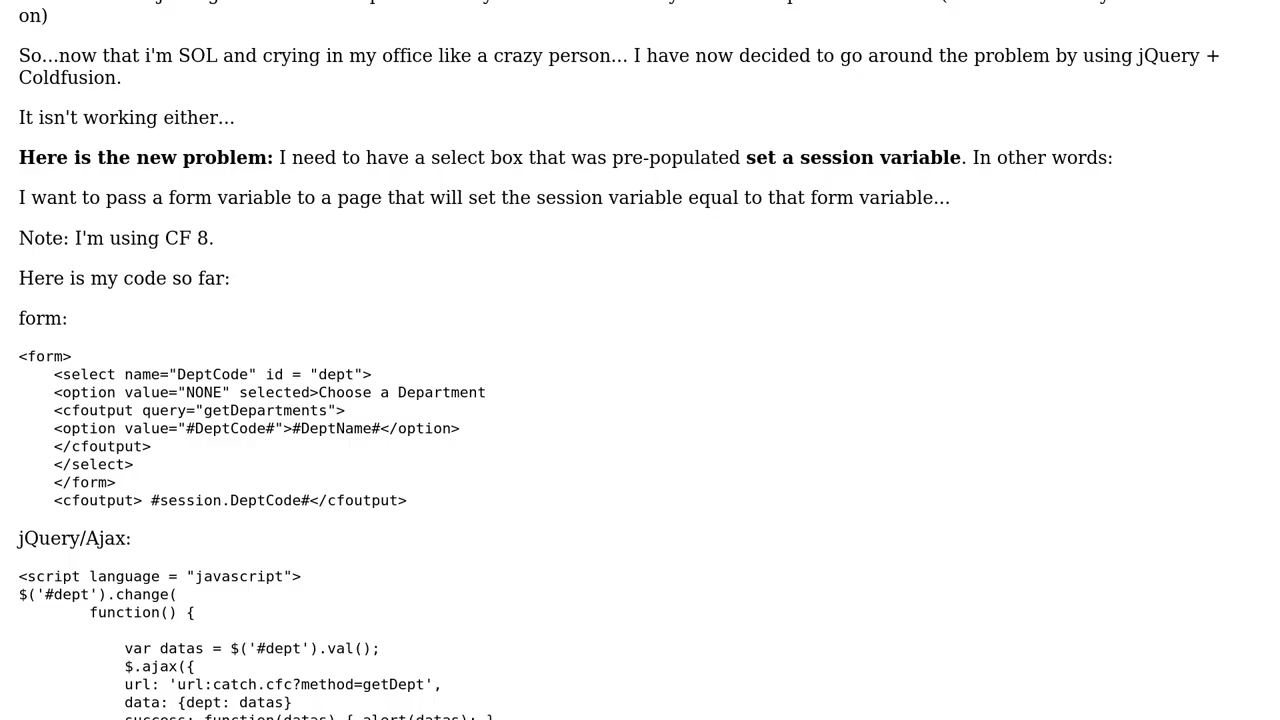 on)
So...now that i'm SOL and crying in my office like a crazy person... I have now decided to go around the problem by using jQuery +
Coldfusion.
It isn't working either...
Here is the new problem: I need to have a select box that was pre-populated set a session variable. In other words:
I want to pass a form variable to a page that will set the session variable equal to that form variable...
Note: I'm using CF 8.
Here is my code so far:
form:
<form>
    <select name="DeptCode" id = "dept">
    <option value="NONE" selected>Choose a Department
    <cfoutput query="getDepartments">
    <option value="#DeptCode#">#DeptName#</option>
    </cfoutput>
    </select>
    </form>
    <cfoutput> #session.DeptCode#</cfoutput>
jQuery/Ajax:
<script language = "javascript">
$('#dept').change(
        function() {
            var datas = $('#dept').val();
            $.ajax({
            url: 'url:catch.cfc?method=getDept',
            data: {dept: datas}
            success: function(datas) { alert(datas); }